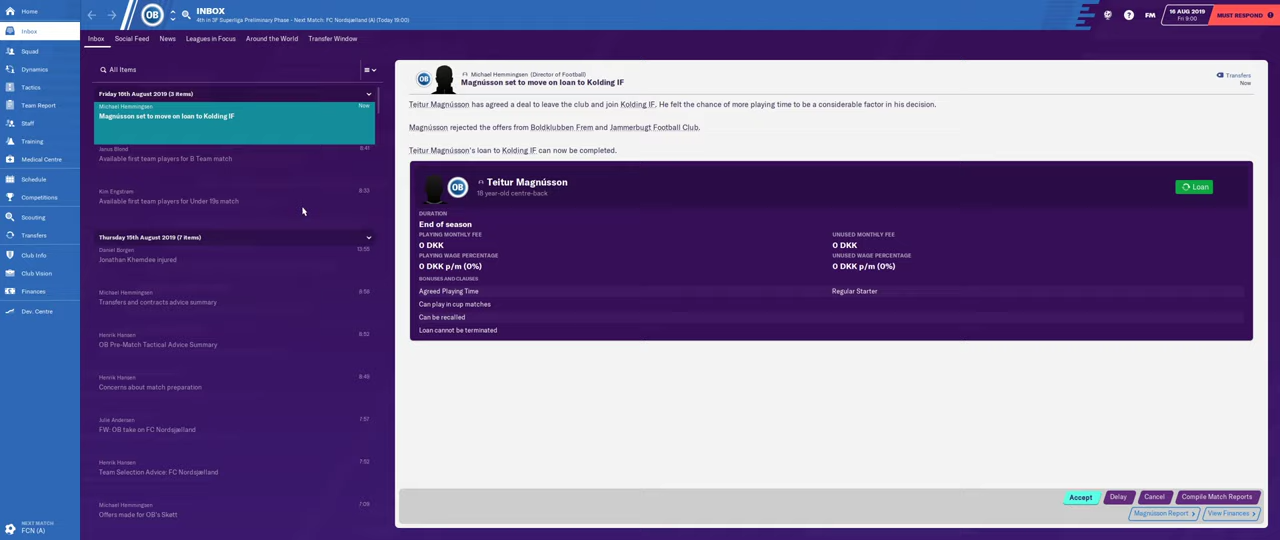 Home
Inbox
Squad
Dynamics
Tactics
Team Report
Staff
Training
Medical Centre
Schedule
Competitions
Scouting
Transfers
Club Info
Club Vision
Finances
Dev. Centre
NEXT MATCH
FCN (A)
OB
INBOX
4th in 3F Superliga Preliminary Phase - Next Match: FC Nordsjælland (A) (Today 19:00)
FM
16 AUG 2019
Fri 9:00
MUST RESPOND
Inbox
Social Feed
News
Leagues in Focus
Around the World
Transfer Window
All Items
Friday 16th August 2019 (3 items)
Michael Hemmingsen Now
Magnússon set to move on loan to Kolding IF
Janus Blond 8:41
Available first team players for B Team match
Kim Engstrøm 8:33
Available first team players for Under 19s match
Thursday 15th August 2019 (7 items)
Daniel Borgen 13:55
Jonathan Khemdee injured
Michael Hemmingsen 8:58
Transfers and contracts advice summary
Henrik Hansen 8:52
OB Pre-Match Tactical Advice Summary
Henrik Hansen 8:49
Concerns about match preparation
Julie Andersen 7:57
FW: OB take on FC Nordsjælland
Henrik Hansen 7:52
Team Selection Advice: FC Nordsjælland
Michael Hemmingsen 7:09
Offers made for OB's Skøtt
OB
Michael Hemmingsen (Director of Football)
Magnússon set to move on loan to Kolding IF
Transfers
Now
Teitur Magnússon has agreed a deal to leave the club and join Kolding IF. He felt the chance of more playing time to be a considerable factor in his decision.
Magnússon rejected the offers from Boldklubben Frem and Jammerbugt Football Club.
Teitur Magnússon's loan to Kolding IF can now be completed.
OB
Teitur Magnússon
18 year-old centre-back
Loan
DURATION
End of season
PLAYING MONTHLY FEE
0 DKK
UNUSED MONTHLY FEE
0 DKK
PLAYING WAGE PERCENTAGE
0 DKK p/m (0%)
UNUSED WAGE PERCENTAGE
0 DKK p/m (0%)
BONUSES AND CLAUSES
Agreed Playing Time Regular Starter
Can play in cup matches
Can be recalled
Loan cannot be terminated
Accept
Delay
Cancel
Compile Match Reports
Magnússon Report
View Finances